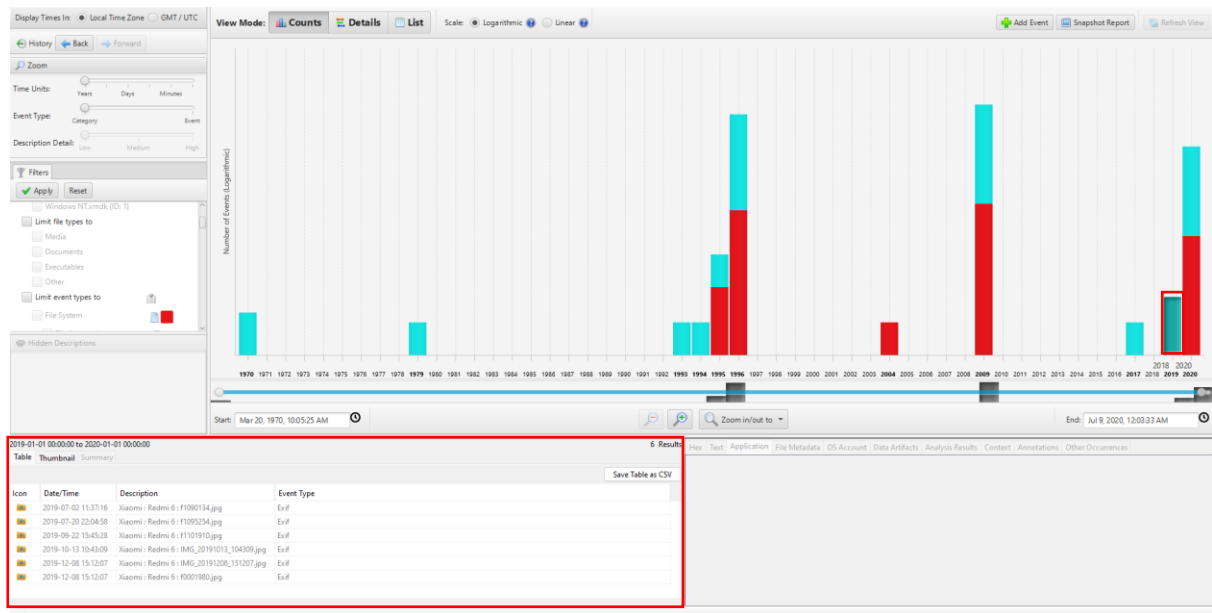 Display Times In: Local Time Zone GMT / UTC
History Back Forward
Zoom
Time Units:
Years Days Minutes
Event Type:
Category Event
Description Detail:
Low Medium High
Filters
Apply Reset
Windows NT.vmdk (ID: 1)
Limit file types to
Media
Documents
Executables
Other
Limit event types to
File System
Hidden Descriptions
View Mode: Counts Details List Scale: Logarithmic Linear Add Event Snapshot Report Refresh View
Number of Events (Logarithmic)
2018 2020
1970 1971 1972 1973 1974 1975 1976 1977 1978 1979 1980 1981 1982 1983 1984 1985 1986 1987 1988 1989 1990 1991 1992 1993 1994 1995 1996 1997 1998 1999 2000 2001 2002 2003 2004 2005 2006 2007 2008 2009 2010 2011 2012 2013 2014 2015 2016 2017 2018 2019 2020
Start: Mar 20, 1970, 10:05:25 AM Zoom in/out to End: Jul 9, 2020, 12:03:33 AM
2019-01-01 00:00:00 to 2020-01-01 00:00:00 6 Results
Table Thumbnail Summary
Save Table as CSV
Icon Date/Time Description Event Type
2019-07-02 11:37:16 Xiaomi : Redmi 6 : f1090134.jpg Exif
2019-07-20 22:04:58 Xiaomi : Redmi 6 : f1095254.jpg Exif
2019-09-22 15:45:28 Xiaomi : Redmi 6 : f1101910.jpg Exif
2019-10-13 10:43:09 Xiaomi : Redmi 6 : IMG_20191013_104309.jpg Exif
2019-12-08 15:12:07 Xiaomi : Redmi 6 : IMG_20191208_151207.jpg Exif
2019-12-08 15:12:07 Xiaomi : Redmi 6 : f0001980.jpg Exif
Hex Text Application File Metadata OS Account Data Artifacts Analysis Results Context Annotations Other Occurrences